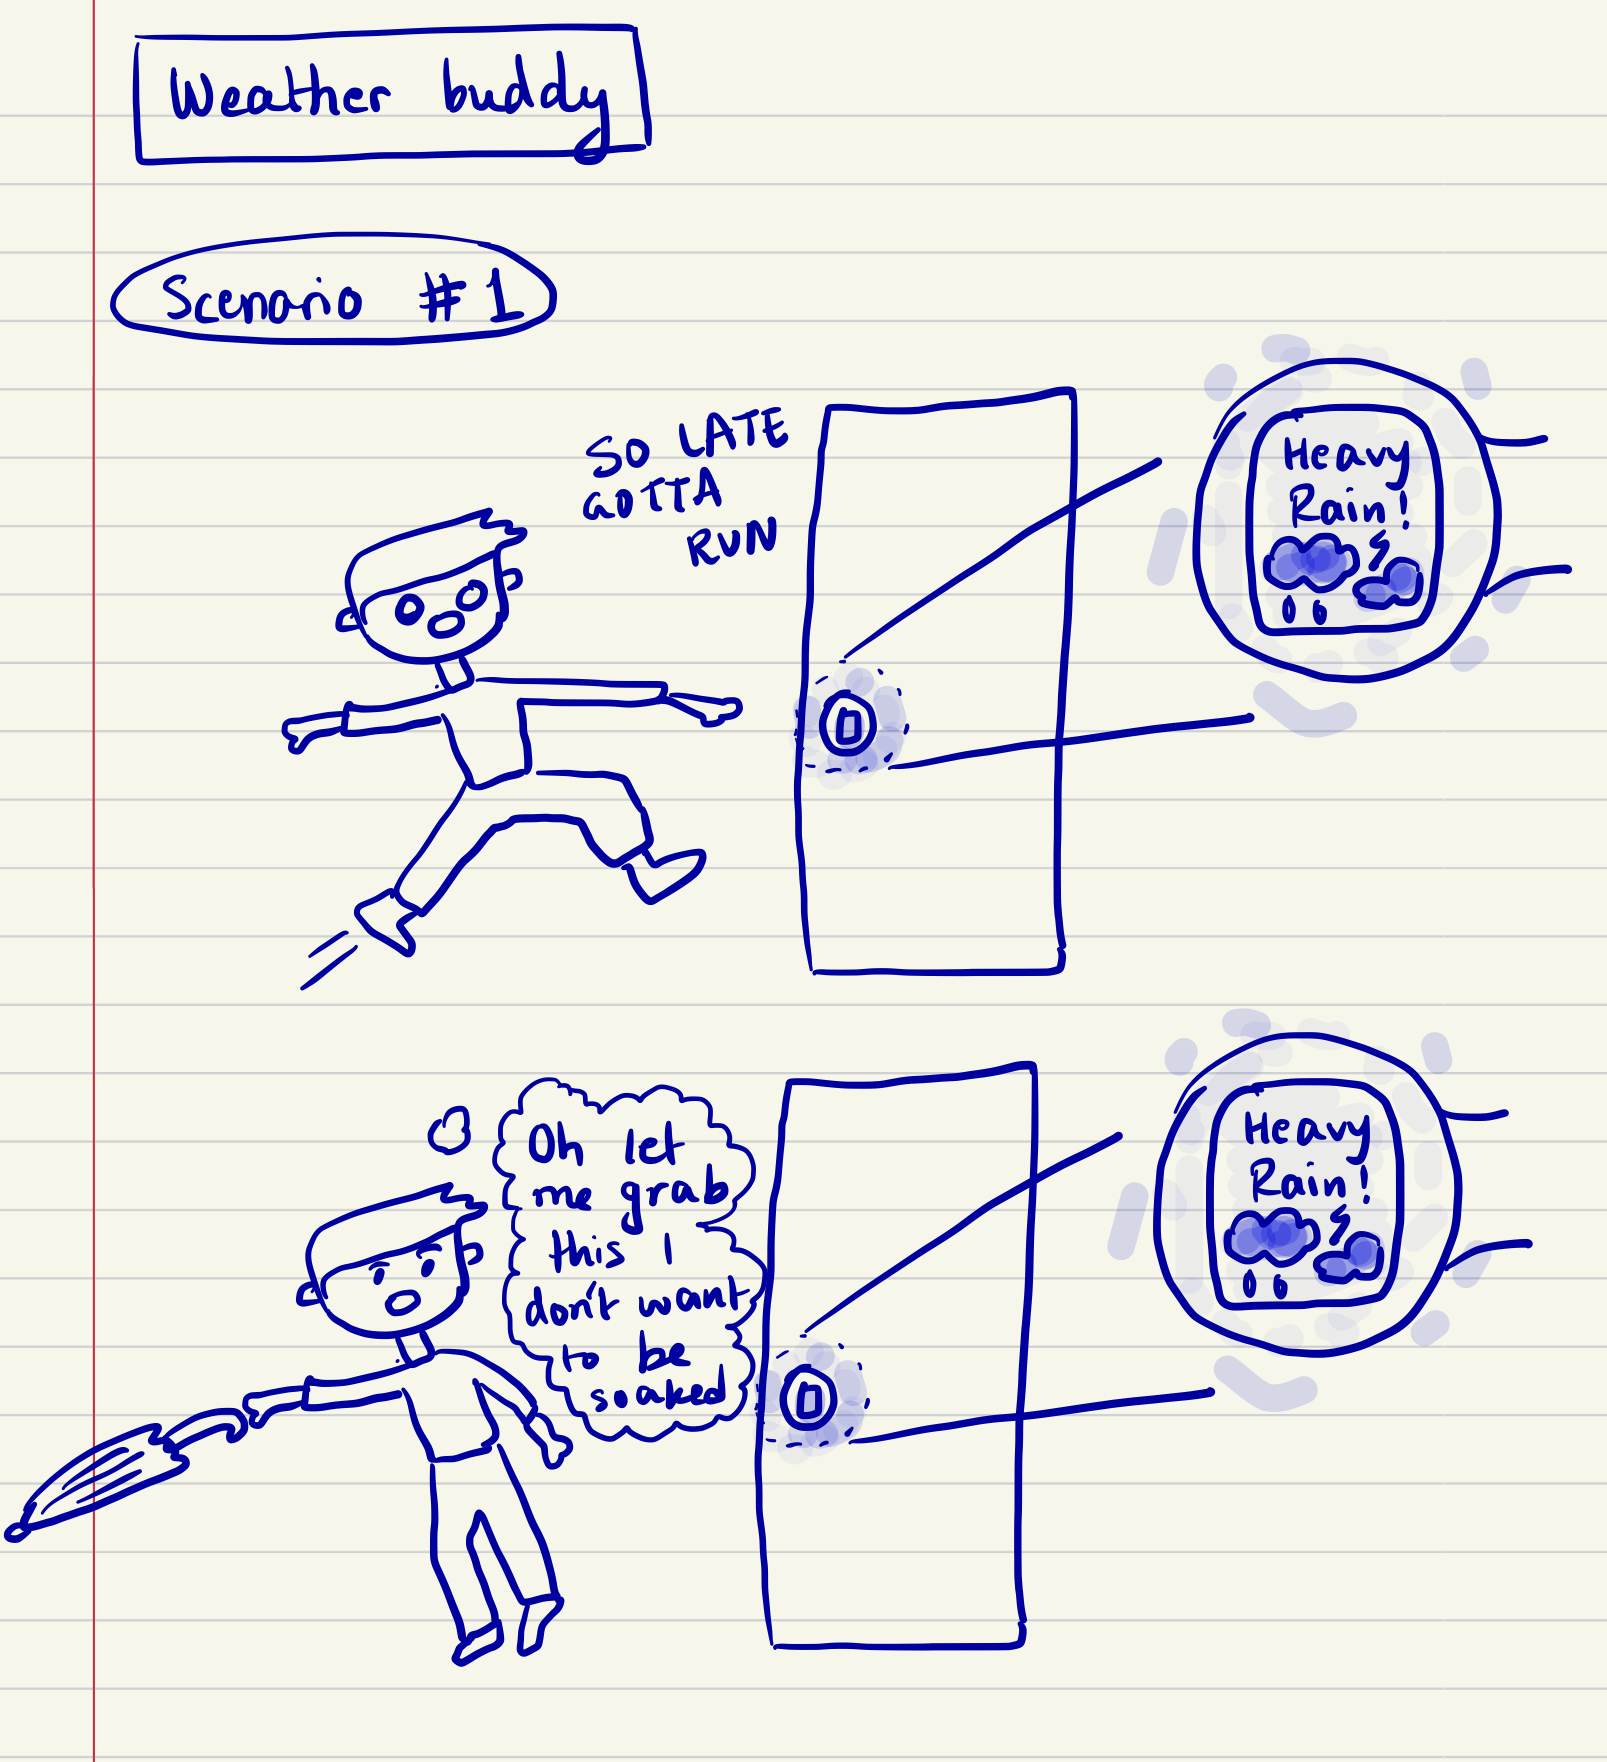 Weather buddy
Scenario #1
SO LATE
GOTTA
RUN
Heavy
Rain!
Oh let
me grab
this I
don't want
to be
soaked
Heavy
Rain!